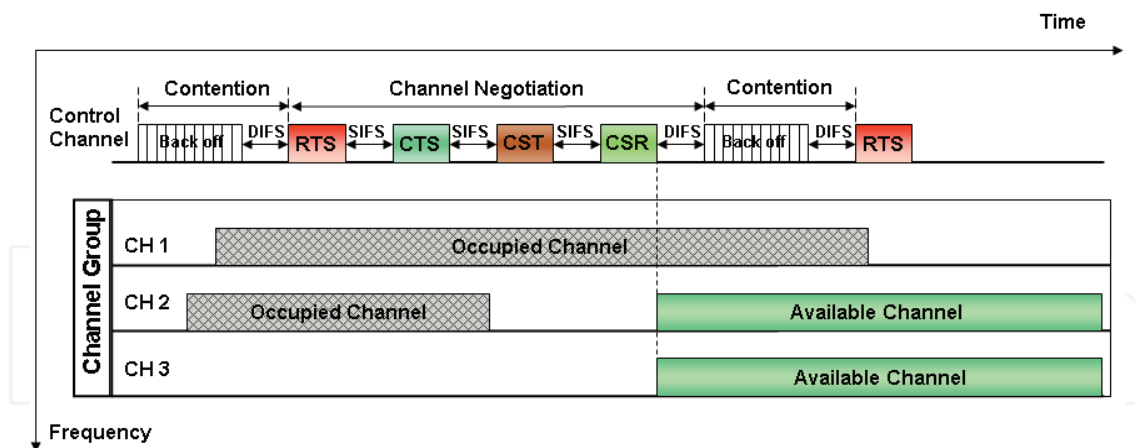 Time
Contention
Channel Negotiation
Contention
Control
Channel
Back off
DIFS
RTS
SIFS
CTS
SIFS
CST
SIFS
CSR
DIFS
Back off
DIFS
RTS
Channel Group
CH 1
Occupied Channel
CH 2
Occupied Channel
Available Channel
CH 3
Available Channel
Frequency